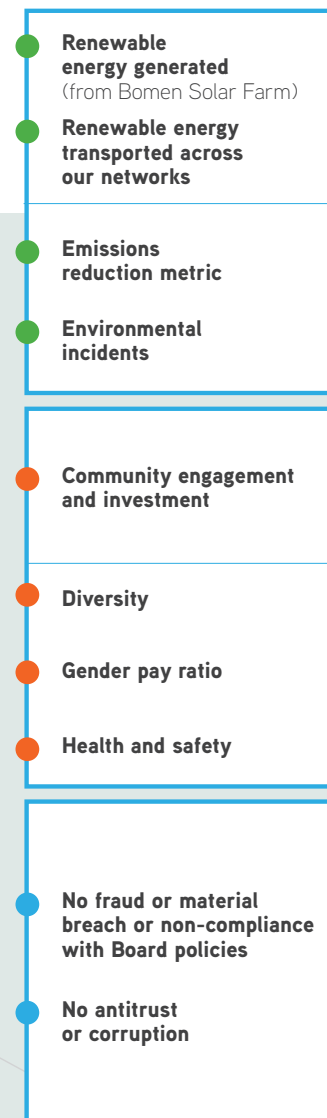 Renewable
energy generated
(from Bomen Solar Farm)
Renewable energy
transported across
our networks
Emissions
reduction metric
Environmental
incidents
Community engagement
and investment
Diversity
Gender pay ratio
Health and safety
No fraud or material
breach or non-compliance
with Board policies
No antitrust
or corruption